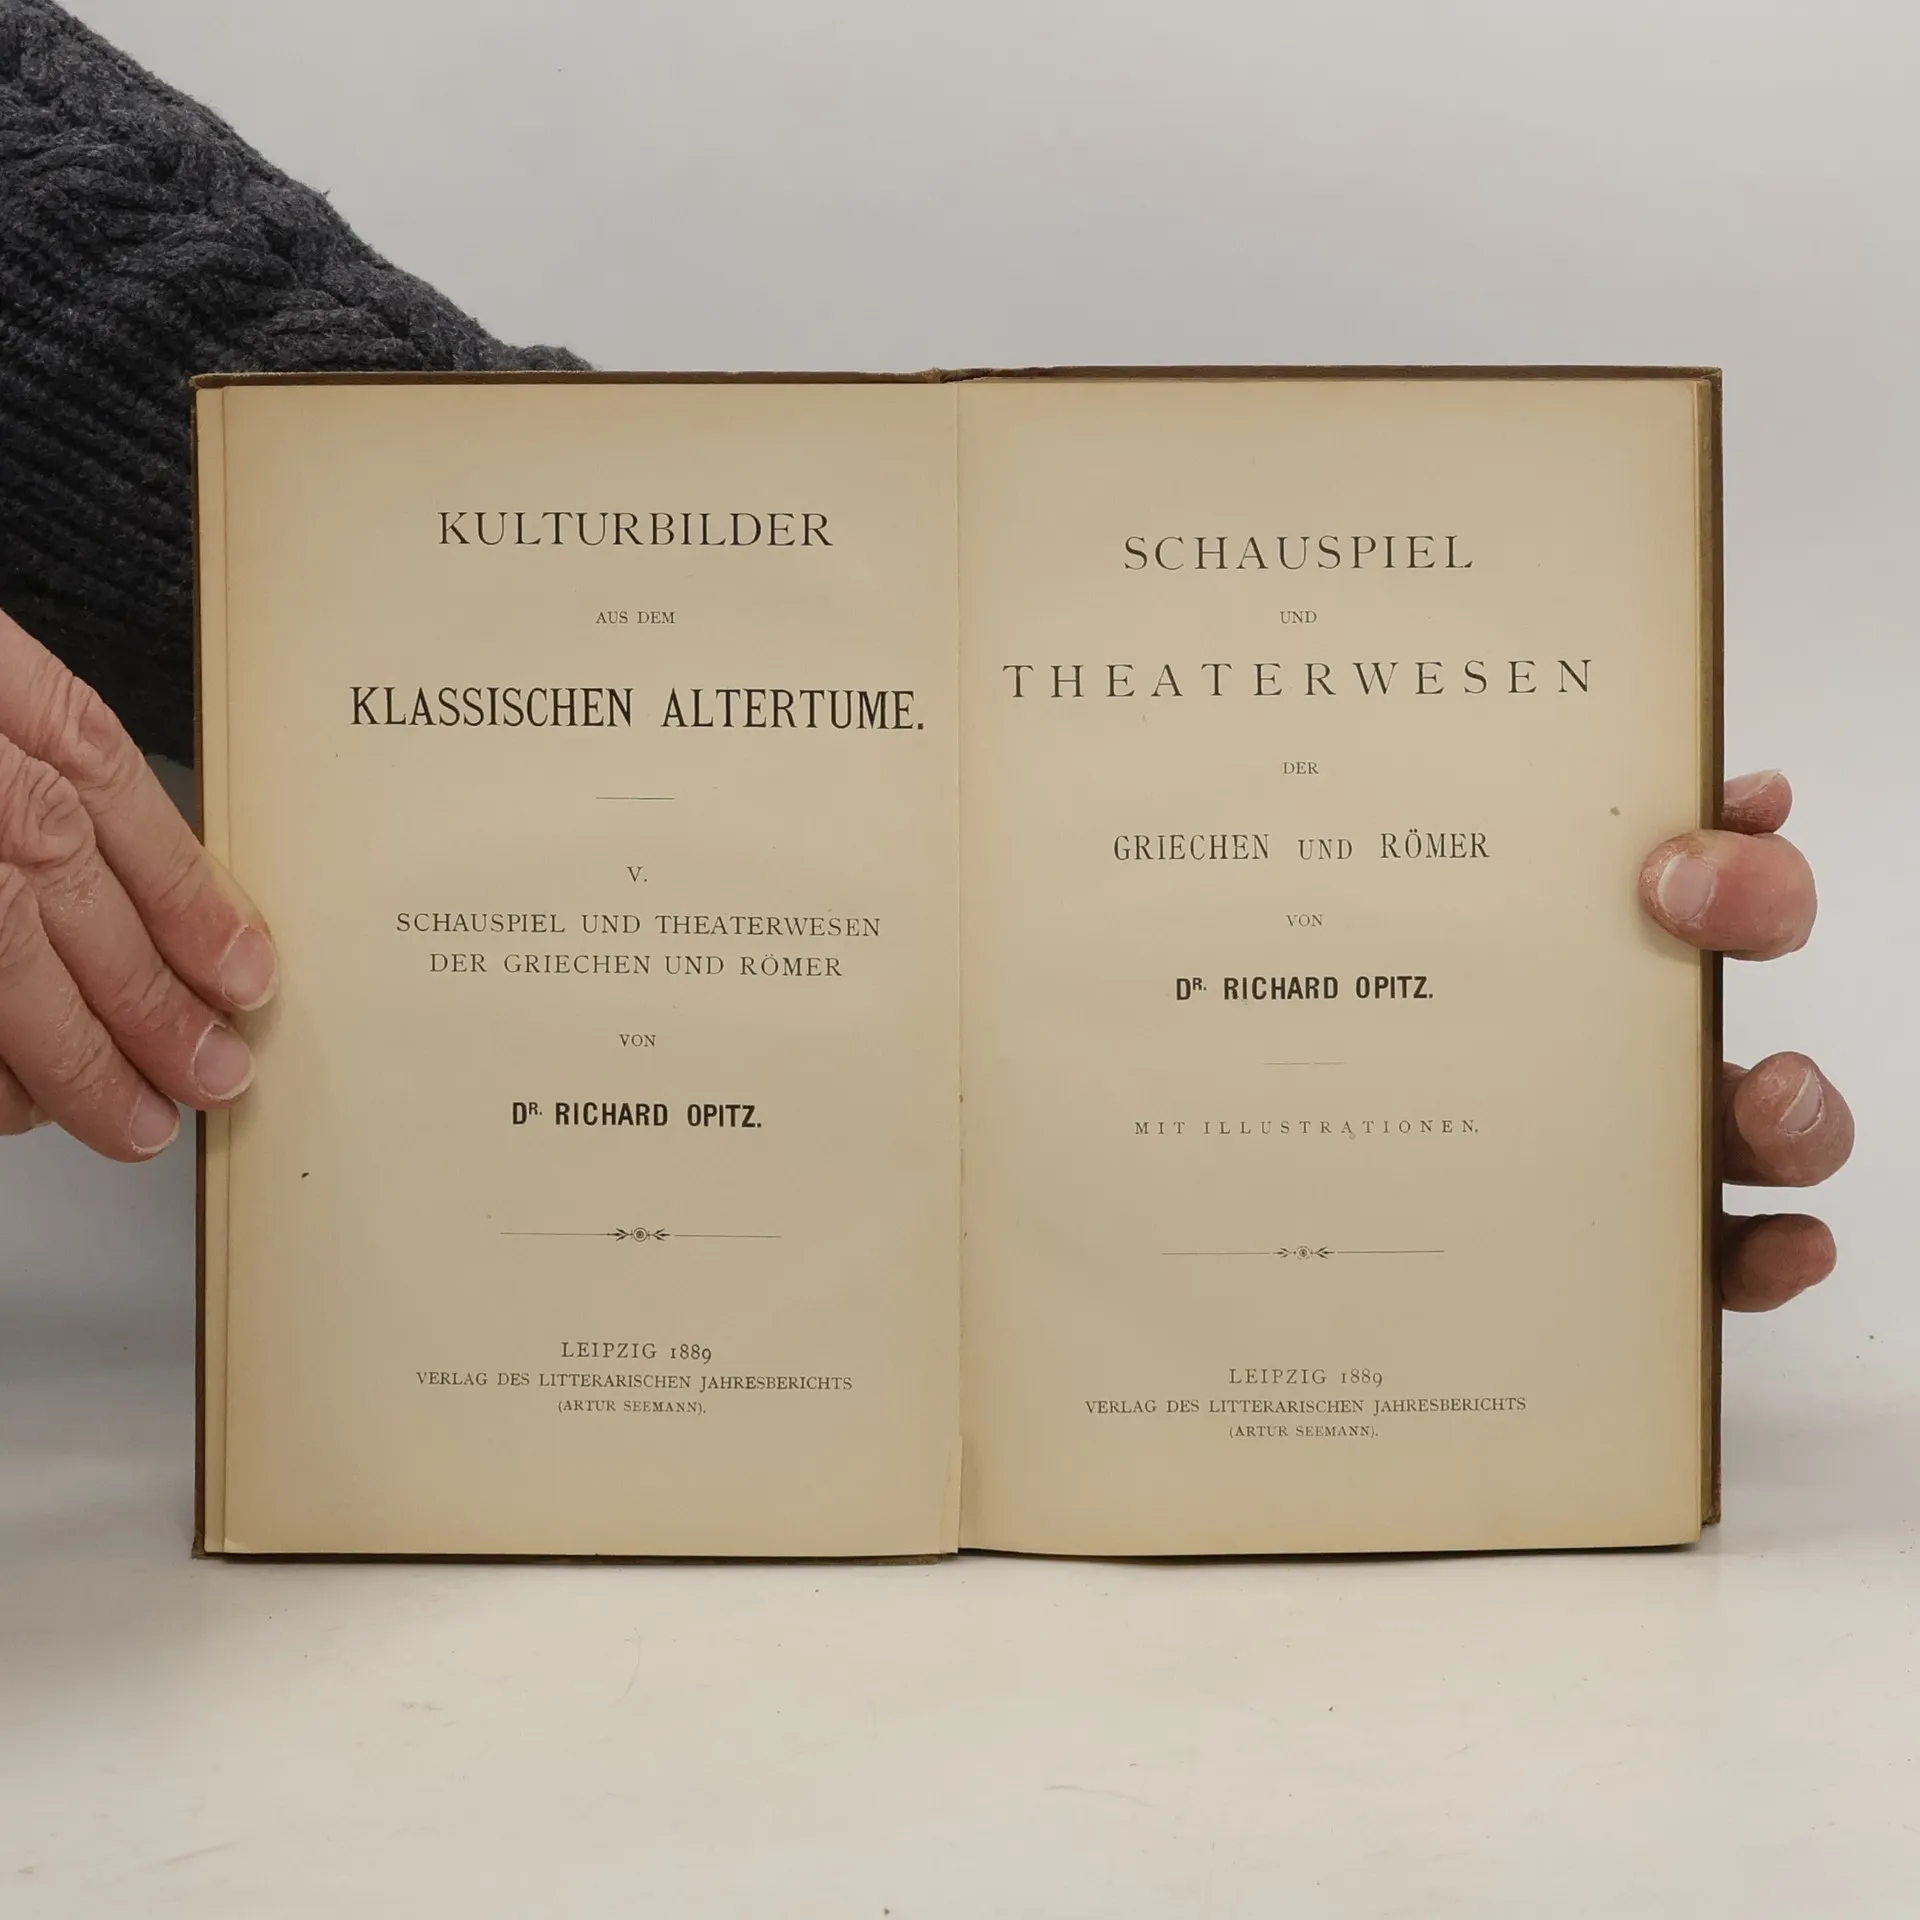 KULTURBILDER
AUS DEM
KLASSISCHEN ALTERTUME.
V.
SCHAUSPIEL UND THEATERWESEN
DER GRIECHEN UND RÖMER
VON
DR. RICHARD OPITZ.
LEIPZIG 1889
VERLAG DES LITTERARISCHEN JAHRESBERICHTS
(ARTUR SEEMANN).
SCHAUSPIEL
UND
THEATERWESEN
DER
GRIECHEN UND RÖMER
VON
DR. RICHARD OPITZ.
MIT ILLUSTRATIONEN.
LEIPZIG 1889
VERLAG DES LITTERARISCHEN JAHRESBERICHTS
(ARTUR SEEMANN).